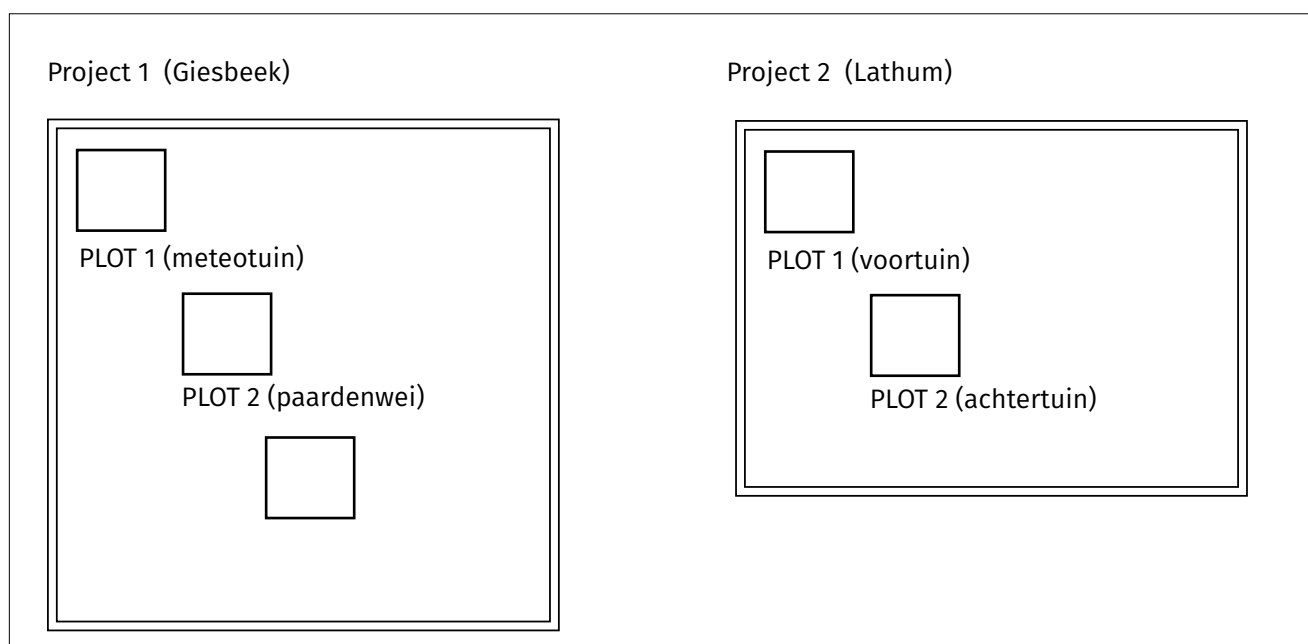 Project 1 (Giesbeek)
PLOT 1 (meteotuin)
PLOT 2 (paardenwei)
Project 2 (Lathum)
PLOT 1 (voortuin)
PLOT 2 (achtertuin)